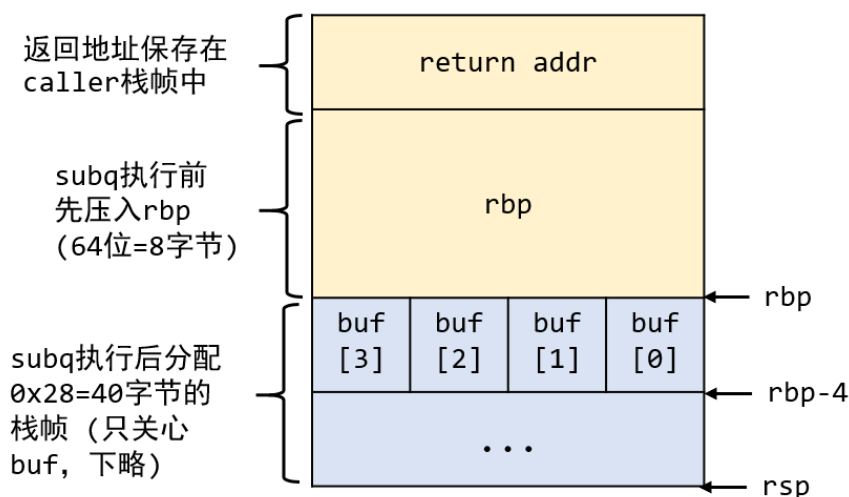 返回地址保存在
caller栈帧中
return addr
subq执行前
先压入rbp
(64位=8字节)
rbp
rbp
buf
[3]
buf
[2]
buf
[1]
buf
[0]
subq执行后分配
0x28=40字节的
栈帧 (只关心
buf, 下略)
rbp-4
...
rsp